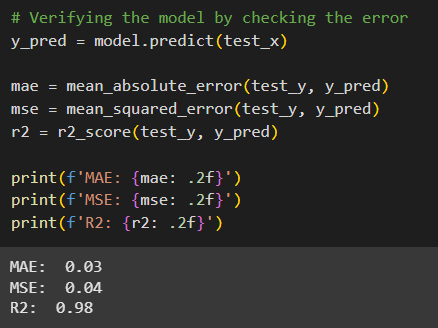 # Verifying the model by checking the error
y_pred = model.predict(test_x)
mae = mean_absolute_error(test_y, y_pred)
mse = mean_squared_error(test_y, y_pred)
r2 = r2_score(test_y, y_pred)
print(f'MAE: {mae: .2f}')
print(f'MSE: {mse: .2f}')
print(f'R2: {r2: .2f}')
MAE:  0.03
MSE:  0.04
R2:  0.98